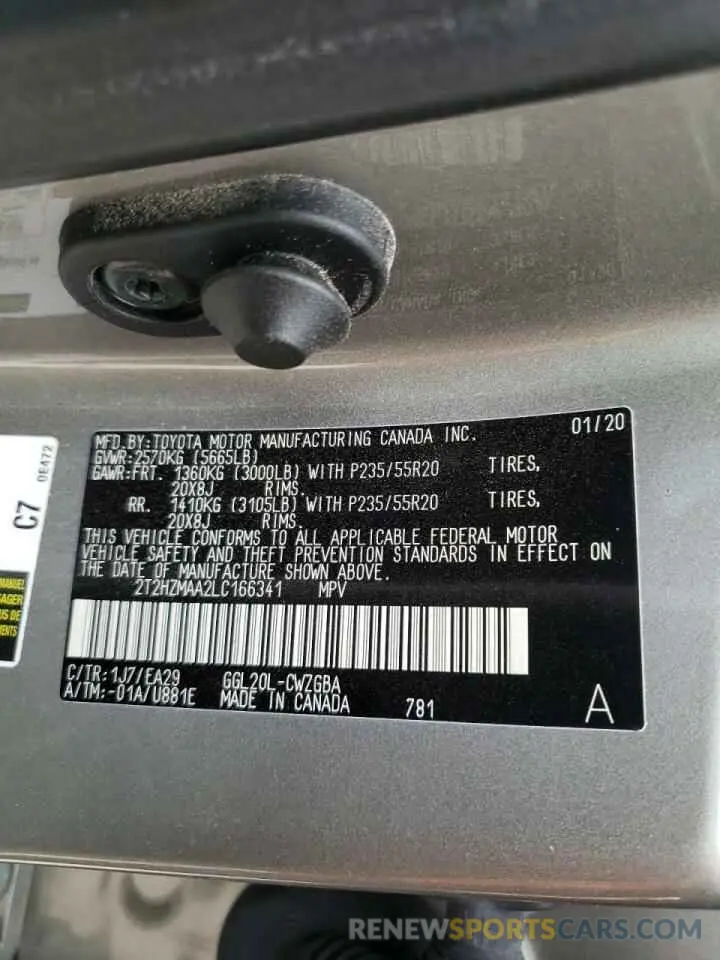 MFD. BY: TOYOTA MOTOR MANUFACTURING CANADA INC. 01/20
GVWR: 2570KG (5665LB)
GAWR: FRT. 1360KG (3000LB) WITH P235/55R20 TIRES,
20X8J RIMS.
RR. 1410KG (3105LB) WITH P235/55R20 TIRES,
20X8J RIMS.
THIS VEHICLE CONFORMS TO ALL APPLICABLE FEDERAL MOTOR
VEHICLE SAFETY AND THEFT PREVENTION STANDARDS IN EFFECT ON
THE DATE OF MANUFACTURE SHOWN ABOVE.
2T2HZMAA2LC166341 MPV
C/TR: 1J7/EA29 GGL20L-CWZGBA
A/TM: -01A/U881E MADE IN CANADA 781 A
C7 0E472
RENEWSPORTSCARS.COM